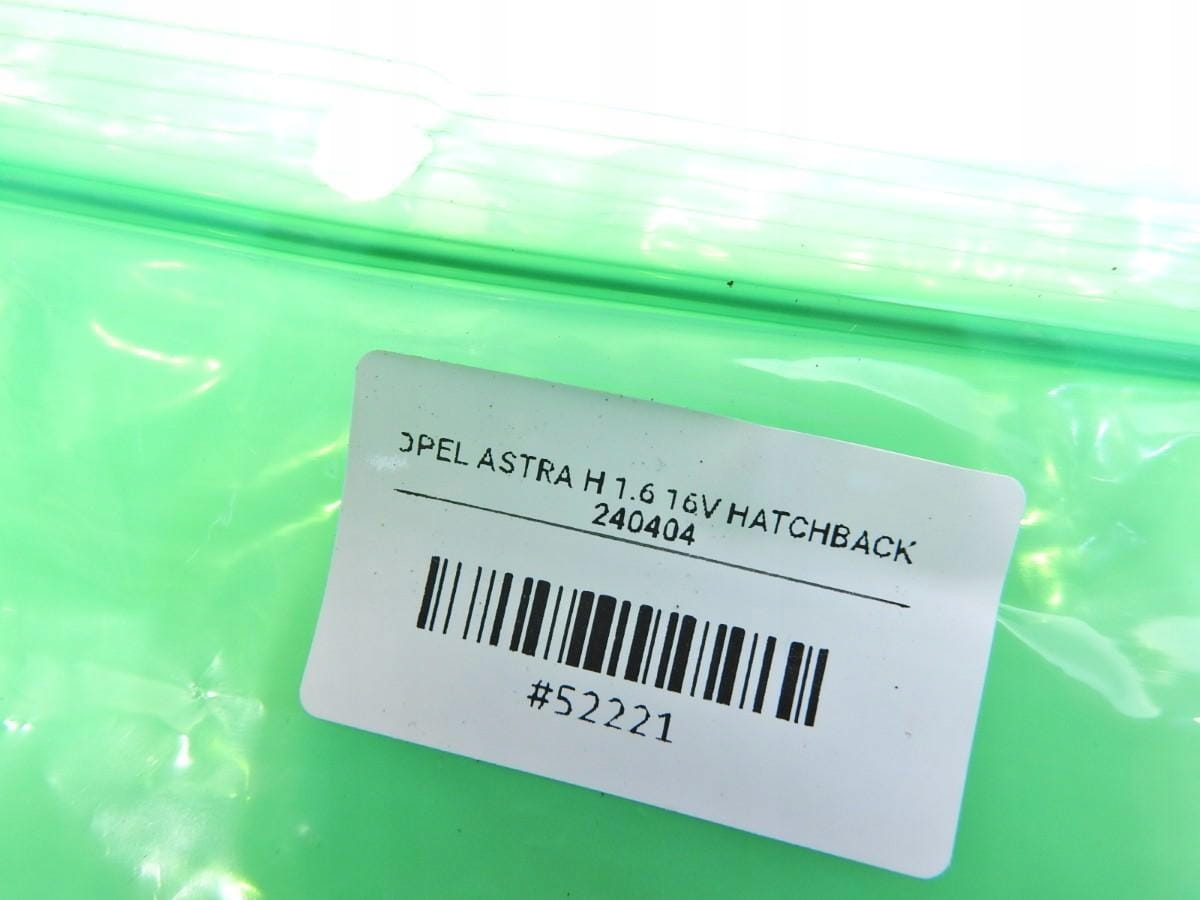 OPEL ASTRA H 1.6 16V HATCHBACK
240404
#52221